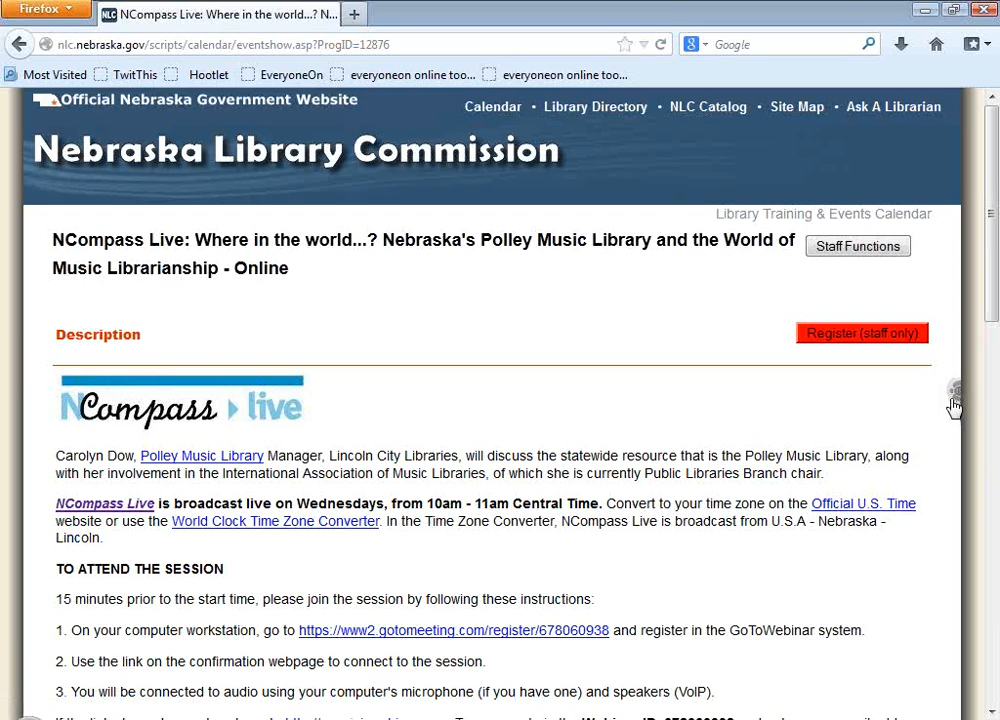 Firefox
NLC NCompass Live: Where in the world...? N...
nlc.nebraska.gov/scripts/calendar/eventshow.asp?ProgID=12876
Google
Most Visited TwitThis Hootlet EveryoneOn everyoneon online too... everyoneon online too...
Official Nebraska Government Website
Calendar • Library Directory • NLC Catalog • Site Map • Ask A Librarian
Nebraska Library Commission
Library Training & Events Calendar
NCompass Live: Where in the world...? Nebraska's Polley Music Library and the World of
Music Librarianship - Online
Staff Functions
Description
Register (staff only)
NCompass live
Carolyn Dow, Polley Music Library Manager, Lincoln City Libraries, will discuss the statewide resource that is the Polley Music Library, along
with her involvement in the International Association of Music Libraries, of which she is currently Public Libraries Branch chair.
NCompass Live is broadcast live on Wednesdays, from 10am - 11am Central Time. Convert to your time zone on the Official U.S. Time
website or use the World Clock Time Zone Converter. In the Time Zone Converter, NCompass Live is broadcast from U.S.A - Nebraska -
Lincoln.
TO ATTEND THE SESSION
15 minutes prior to the start time, please join the session by following these instructions:
1. On your computer workstation, go to https://www2.gotomeeting.com/register/678060938 and register in the GoToWebinar system.
2. Use the link on the confirmation webpage to connect to the session.
3. You will be connected to audio using your computer's microphone (if you have one) and speakers (VoIP).